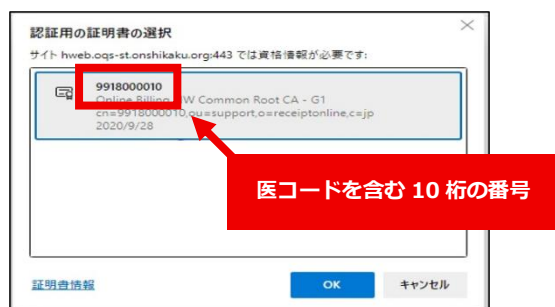 認証用の証明書の選択
サイト hweb.oqs-st.onshikaku.org:443 では資格情報が必要です:
9918000010
Online Billing NW Common Root CA - G1
cn=9918000010,ou=support,o=receiptonline,c=jp
2020/9/28
医コードを含む 10 桁の番号
証明書情報
OK
キャンセル